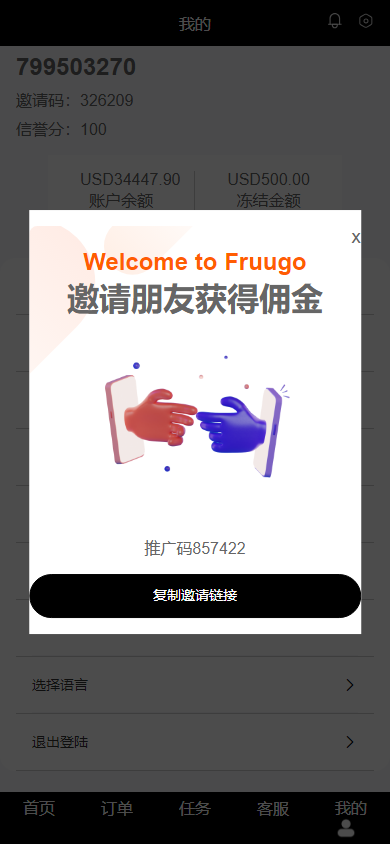 我的
799503270
邀请码：326209
信誉分：100
USD34447.90 USD500.00
账户余额 冻结金额
x
Welcome to Fruugo
邀请朋友获得佣金
推广码857422
复制邀请链接
选择语言
退出登陆
首页 订单 任务 客服 我的